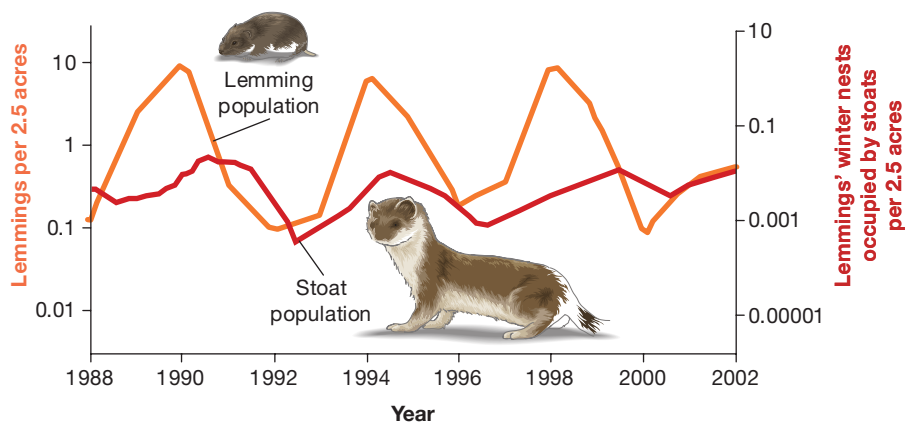 Lemmings per 2.5 acres
10
1
0.1
0.01
Lemming
population
Stoat
population
10
0.1
0.001
0.00001
Lemmings’ winter nests
occupied by stoats
per 2.5 acres
1988 1990 1992 1994 1996 1998 2000 2002
Year